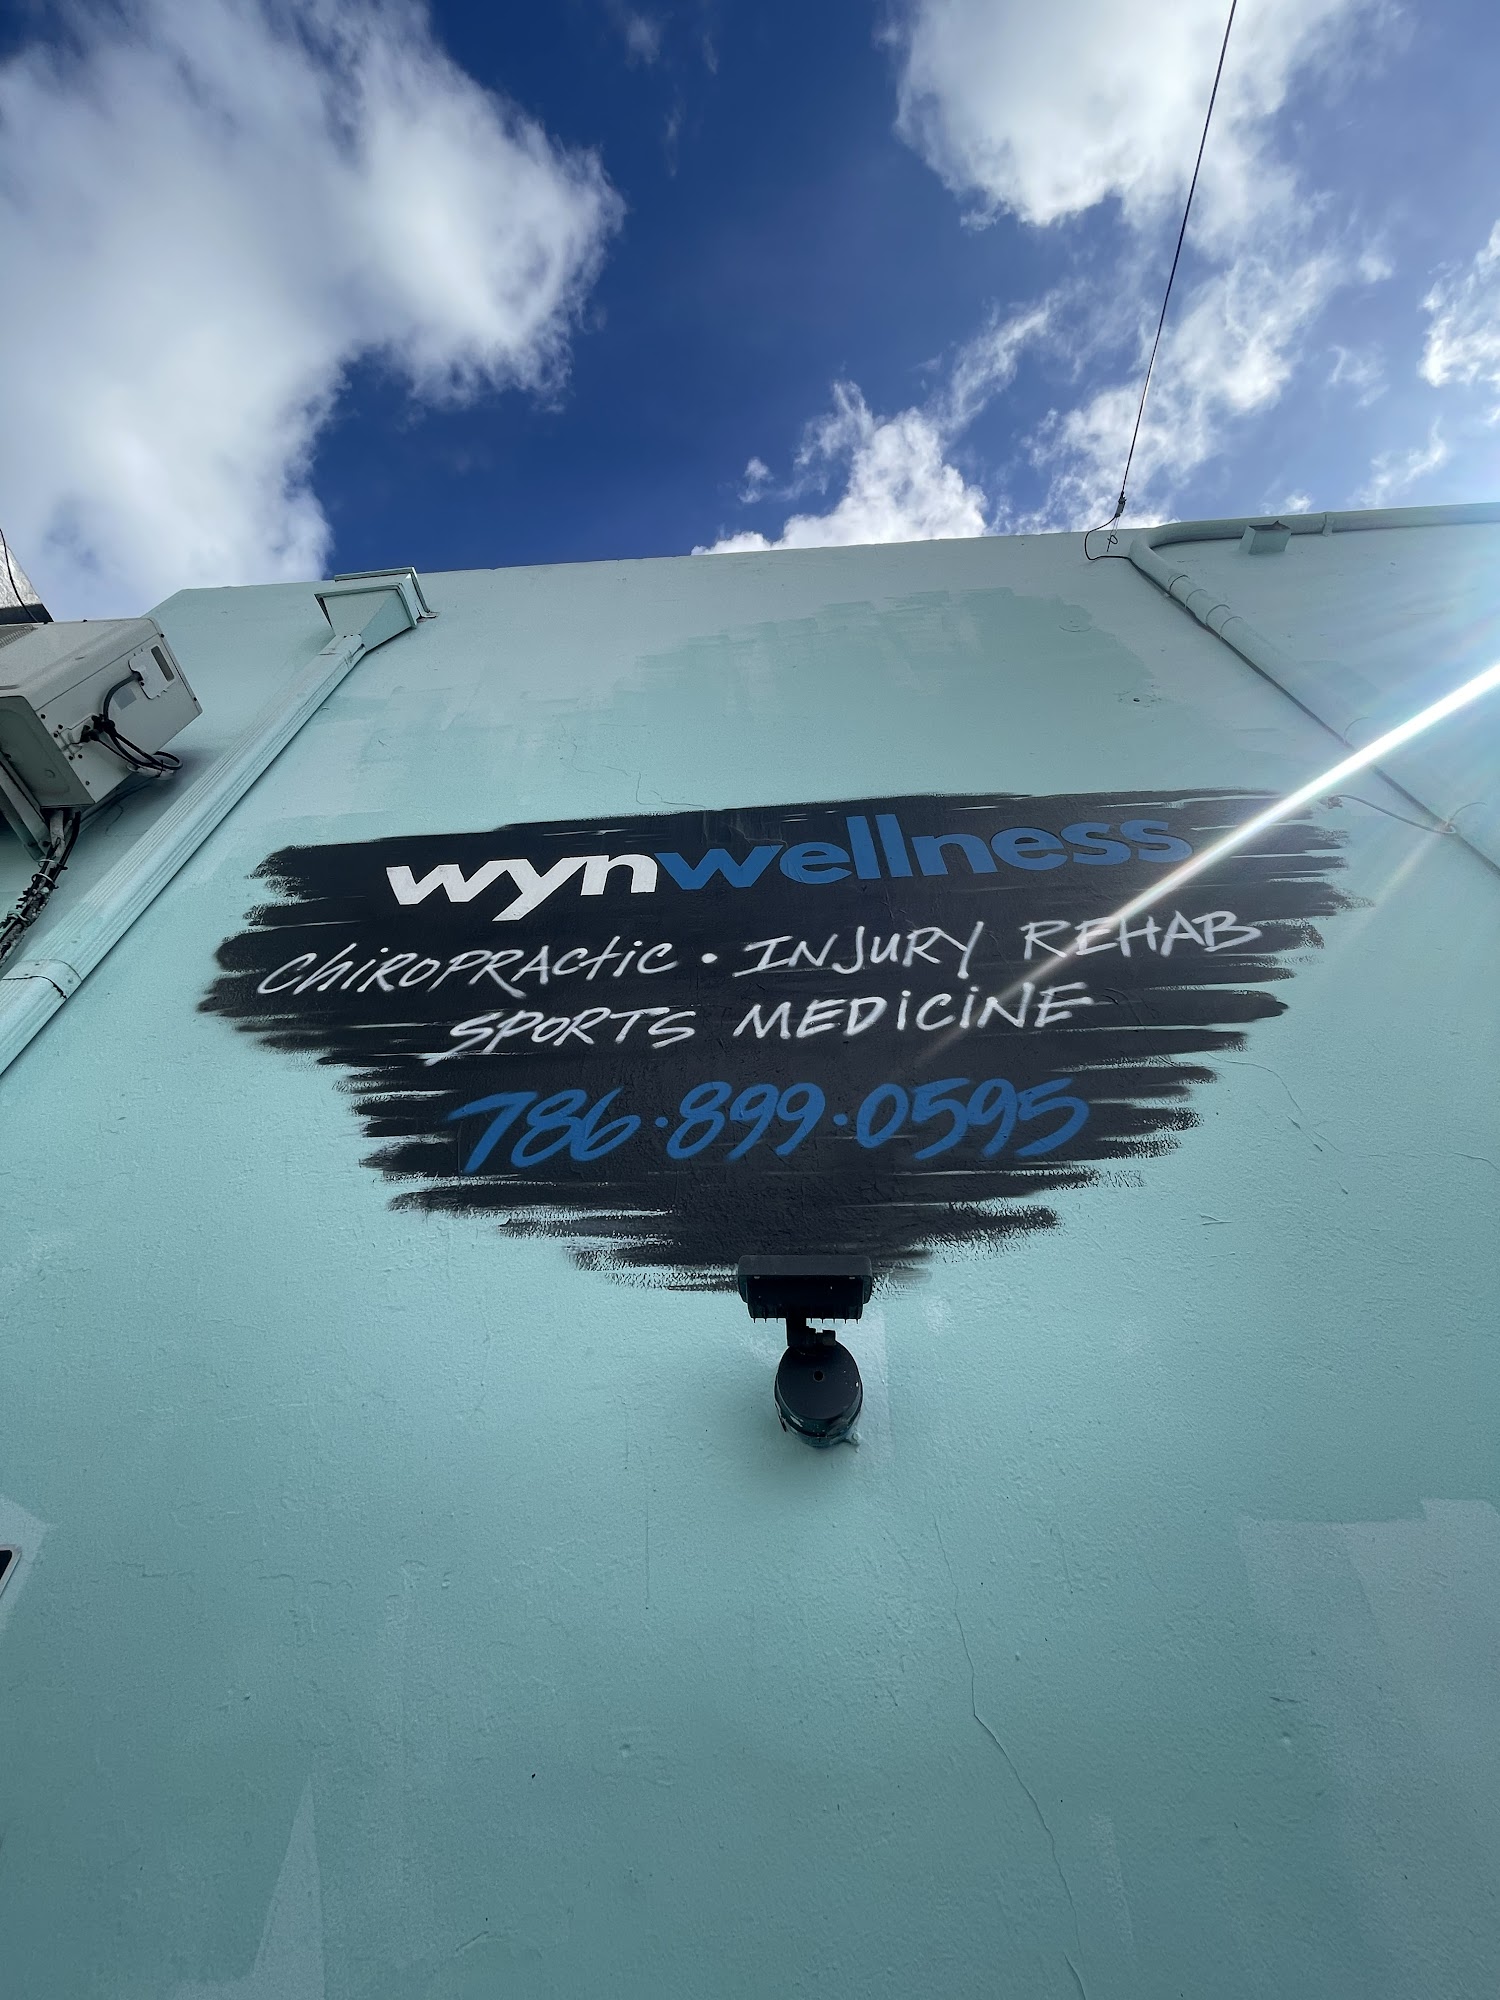 wynwellness
ChiROPRActic • INJURY REHAB
SPORTS MEDiCiNE
786•899•0595